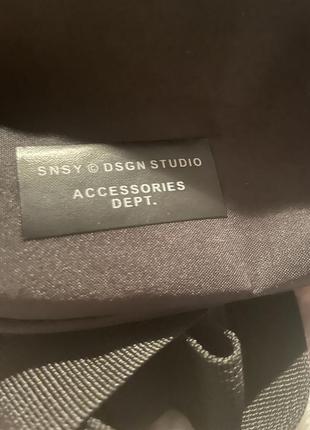 SNSY © DSGN STUDIO
ACCESSORIES
DEPT.